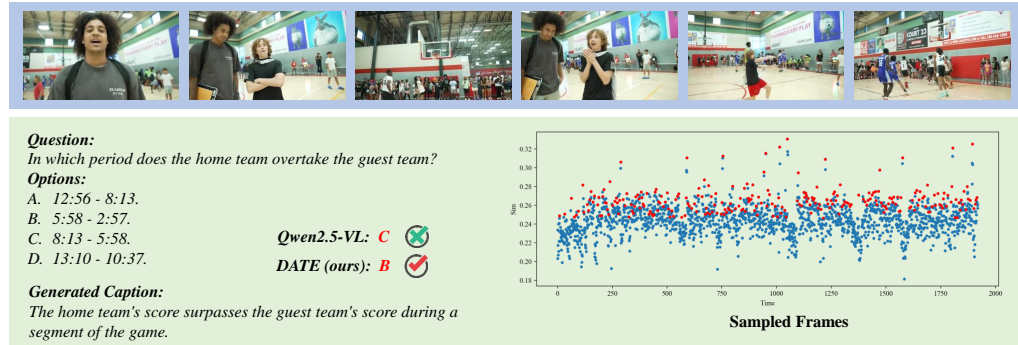 COURT 33
Question:
In which period does the home team overtake the guest team?
Options:
A. 12:56 - 8:13.
B. 5:58 - 2:57.
C. 8:13 - 5:58.
D. 13:10 - 10:37.
Qwen2.5-VL: C
DATE (ours): B
Generated Caption:
The home team's score surpasses the guest team's score during a
segment of the game.
Sim
0.32
0.30
0.28
0.26
0.24
0.22
0.20
0.18
0 250 500 750 1000 1250 1500 1750 2000
Time
Sampled Frames